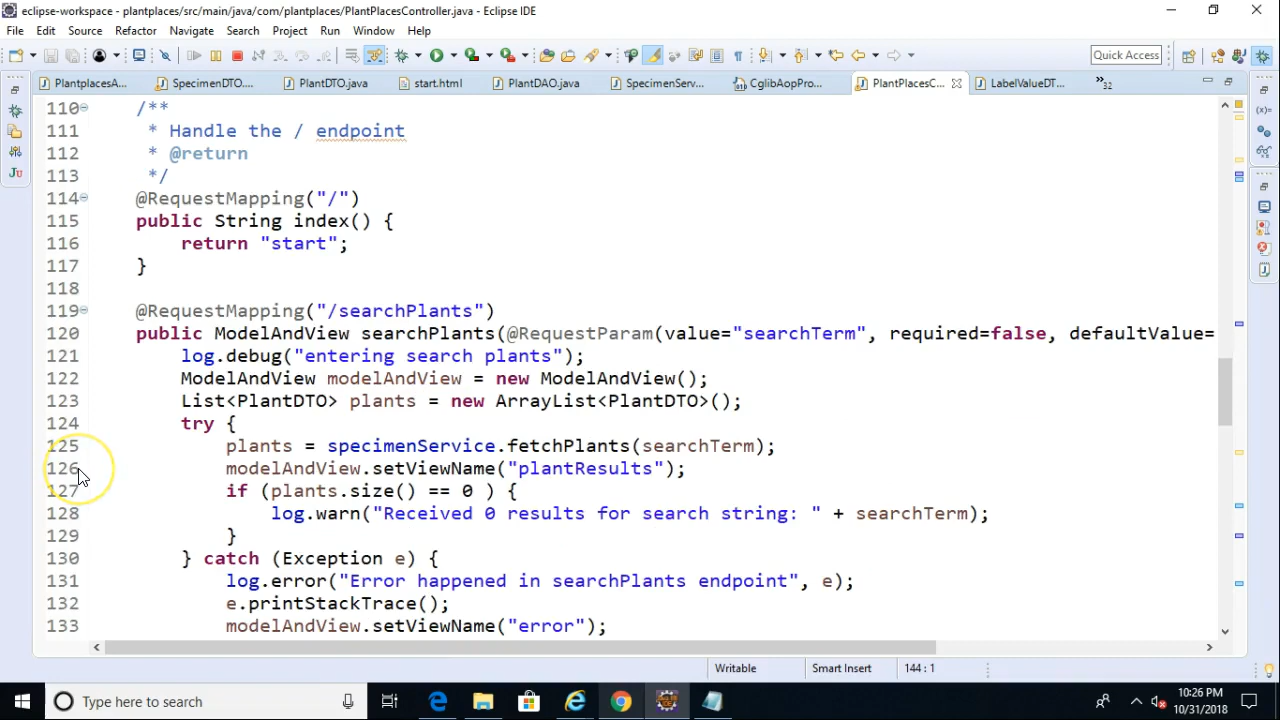 eclipse-workspace - plantplaces/src/main/java/com/plantplaces/PlantPlacesController.java - Eclipse IDE
File Edit Source Refactor Navigate Search Project Run Window Help
Quick Access
PlantplacesA... SpecimenDTO.... PlantDTO.java start.html PlantDAO.java SpecimenServ... CglibAopPro... PlantPlacesC... LabelValueDT... »32
110 /**
111 * Handle the / endpoint
112 * @return
113 */
114 @RequestMapping("/")
115 public String index() {
116 return "start";
117 }
118
119 @RequestMapping("/searchPlants")
120 public ModelAndView searchPlants(@RequestParam(value="searchTerm", required=false, defaultValue=
121 log.debug("entering search plants");
122 ModelAndView modelAndView = new ModelAndView();
123 List<PlantDTO> plants = new ArrayList<PlantDTO>();
124 try {
125 plants = specimenService.fetchPlants(searchTerm);
126 modelAndView.setViewName("plantResults");
127 if (plants.size() == 0 ) {
128 log.warn("Received 0 results for search string: " + searchTerm);
129 }
130 } catch (Exception e) {
131 log.error("Error happened in searchPlants endpoint", e);
132 e.printStackTrace();
133 modelAndView.setViewName("error");
Writable Smart Insert 144 : 1
Type here to search
10:26 PM
10/31/2018